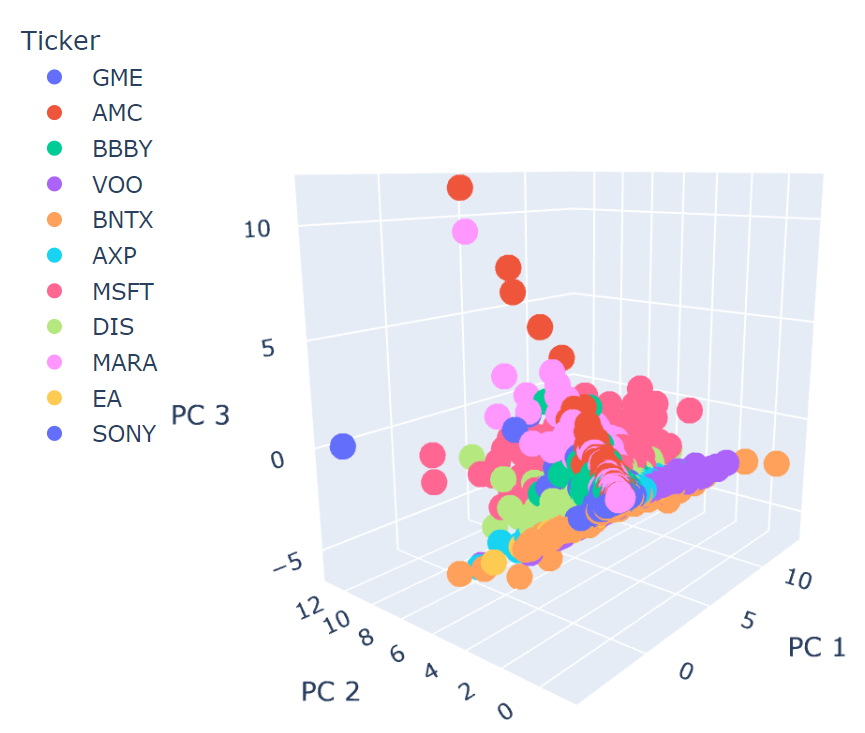 Ticker
GME
AMC
BBBY
VOO
BNTX
AXP
MSFT
DIS
MARA
EA
SONY
10
5
0
−5
PC 3
12
10
8
6
4
2
0
PC 2
10
5
0
PC 1